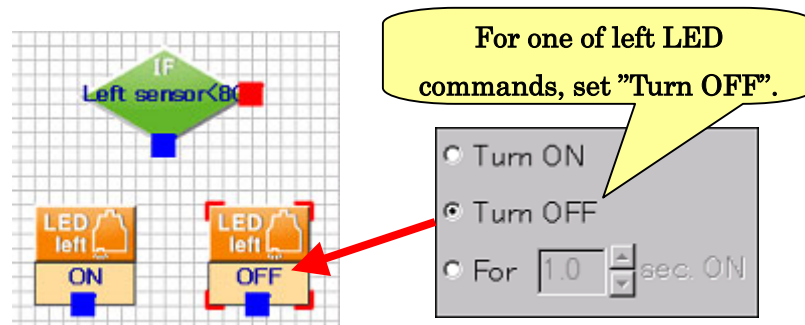 For one of left LED
commands, set ”Turn OFF”.
IF
Left sensor<80
Turn ON
Turn OFF
For 1.0 sec. ON
LED
left
ON
LED
left
OFF